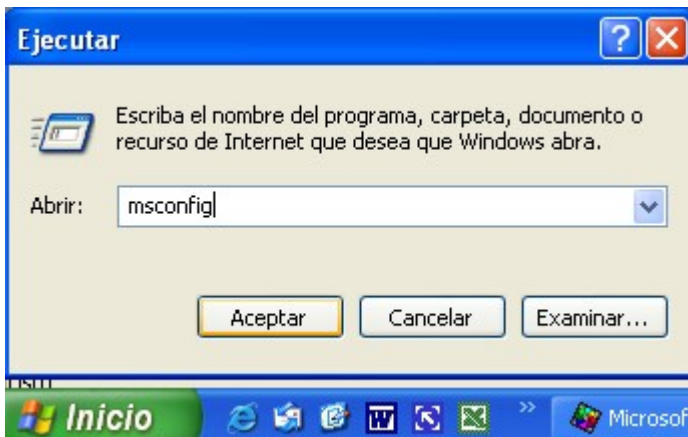 Ejecutar
Escriba el nombre del programa, carpeta, documento o
recurso de Internet que desea que Windows abra.
Abrir: msconfig
Aceptar Cancelar Examinar...
Inicio » Microsof